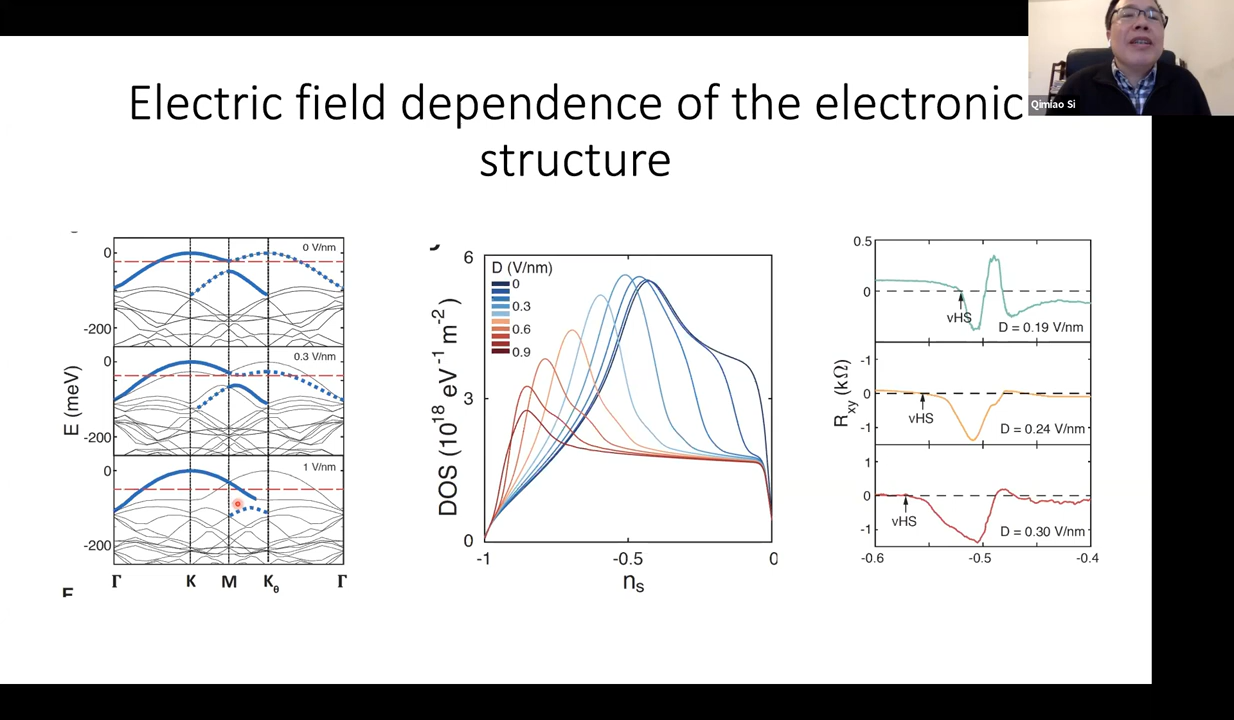 Electric field dependence of the electronic
structure
Qimiao Si
0 V/nm
0
-200
0.3 V/nm
0
-200
1 V/nm
0
-200
E (meV)
Γ K M Kθ Γ
D (V/nm)
0
0.3
0.6
0.9
6
3
0
DOS (10^18 eV^-1 m^-2)
-1 -0.5 0
n_s
0.5
0
vHS
D = 0.19 V/nm
-1
0
-1
vHS
D = 0.24 V/nm
1
0
-1
vHS
D = 0.30 V/nm
R_xy (kΩ)
-0.6 -0.5 -0.4